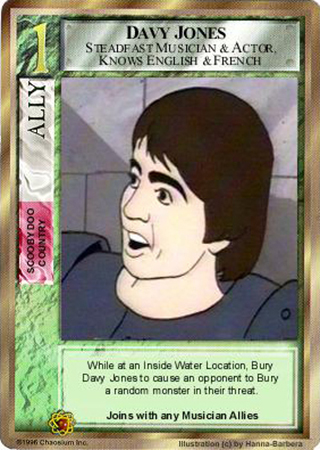 1
DAVY JONES
STEADFAST MUSICIAN & ACTOR,
KNOWS ENGLISH & FRENCH
ALLY
SCOOBYDOO
COUNTRY
While at an Inside Water Location, Bury
Davy Jones to cause an opponent to Bury
a random monster in their threat.
Joins with any Musician Allies
©1996 Chaosium Inc.
Illustration (c) by Hanna-Barbera